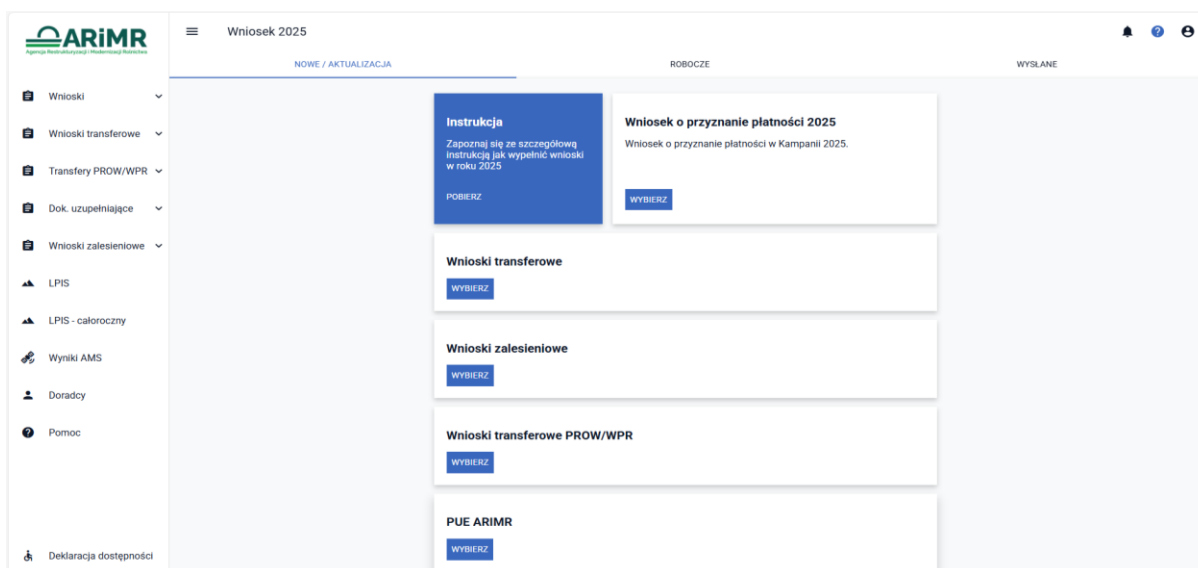 ARiMR
Agencja Restrukturyzacji i Modernizacji Rolnictwa
Wniosek 2025
NOWE / AKTUALIZACJA
ROBOCZE
WYSŁANE
Wnioski
Wnioski transferowe
Transfery PROW/WPR
Dok. uzupełniające
Wnioski zalesieniowe
LPIS
LPIS - całoroczny
Wyniki AMS
Doradcy
Pomoc
Deklaracja dostępności
Instrukcja
Zapoznaj się ze szczegółową
instrukcją jak wypełnić wnioski
w roku 2025
POBIERZ
Wniosek o przyznanie płatności 2025
Wniosek o przyznanie płatności w Kampanii 2025.
WYBIERZ
Wnioski transferowe
WYBIERZ
Wnioski zalesieniowe
WYBIERZ
Wnioski transferowe PROW/WPR
WYBIERZ
PUE ARIMR
WYBIERZ